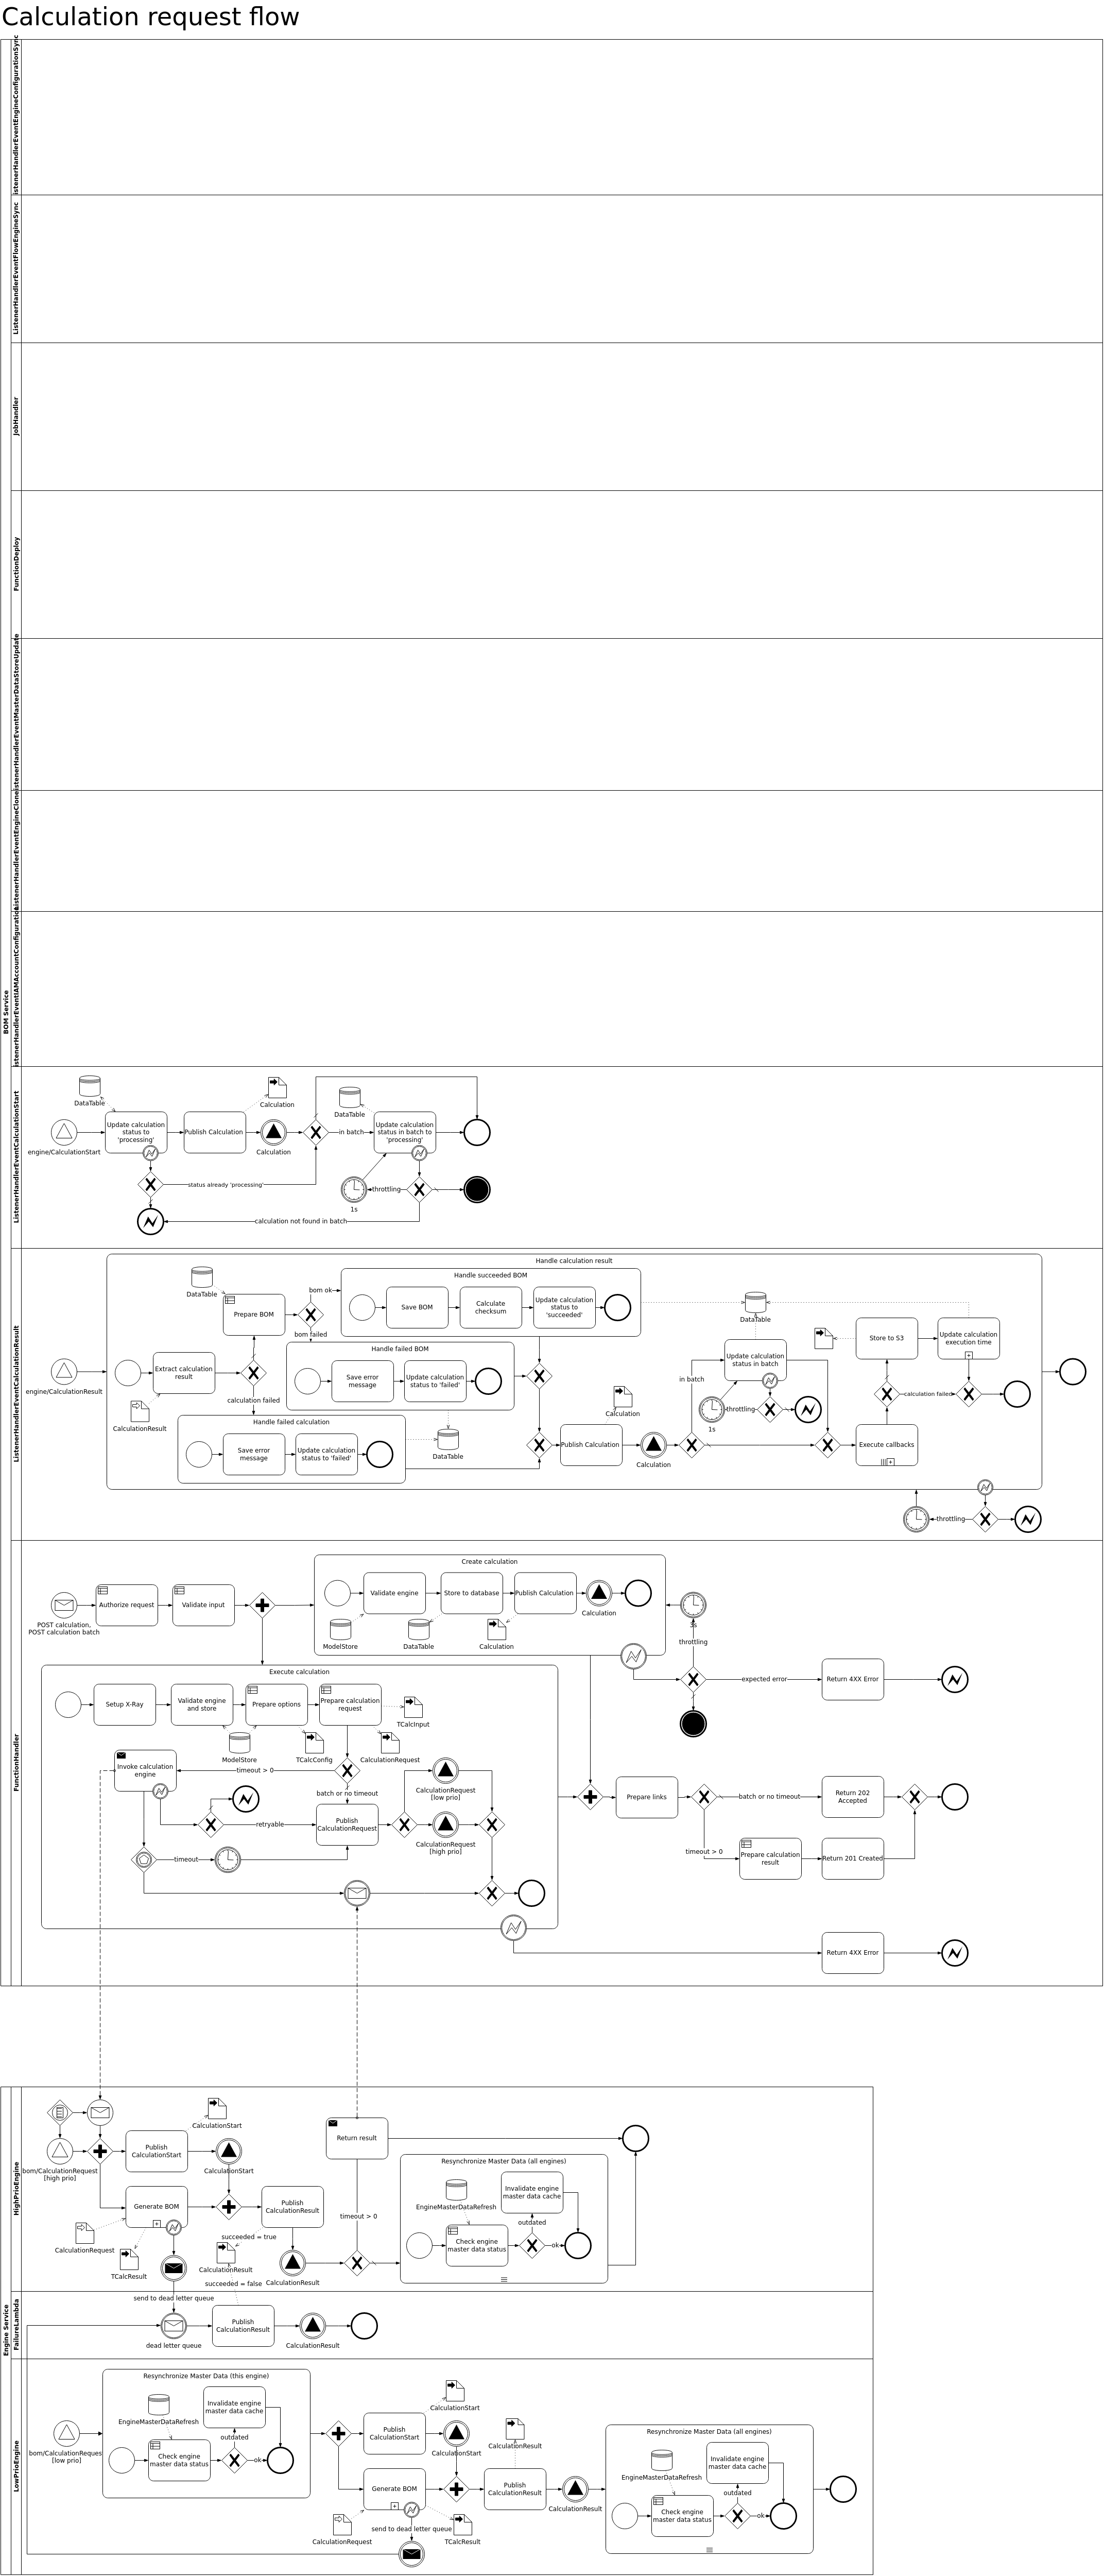 Calculation request flow
BOM Service
istenerHandlerEventEngineConfigurationSync
ListenerHandlerEventFlowEngineSync
JobHandler
FunctionDeploy
istenerHandlerEventMasterDataStoreUpdate
ListenerHandlerEventEngineClone
istenerHandlerEventIAMAccountConfiguration
ListenerHandlerEventCalculationStart
DataTable
Calculation
DataTable
engine/CalculationStart
Update calculation
status to
'processing'
Publish Calculation
Calculation
in batch
Update calculation
status in batch to
'processing'
status already 'processing'
throttling
1s
calculation not found in batch
ListenerHandlerEventCalculationResult
Handle calculation result
DataTable
Prepare BOM
bom ok
bom failed
Handle succeeded BOM
Save BOM
Calculate
checksum
Update calculation
status to
'succeeded'
DataTable
engine/CalculationResult
Extract calculation
result
CalculationResult
calculation failed
Handle failed BOM
Save error
message
Update calculation
status to 'failed'
Handle failed calculation
Save error
message
Update calculation
status to 'failed'
DataTable
Publish Calculation
Calculation
Calculation
in batch
Update calculation
status in batch
throttling
1s
Store to S3
Update calculation
execution time
calculation failed
Execute callbacks
throttling
FunctionHandler
POST calculation,
POST calculation batch
Authorize request
Validate input
Create calculation
Validate engine
Store to database
Publish Calculation
Calculation
ModelStore
DataTable
Calculation
3s
throttling
expected error
Return 4XX Error
Execute calculation
Setup X-Ray
Validate engine
and store
Prepare options
Prepare calculation
request
TCalcInput
ModelStore
TCalcConfig
CalculationRequest
Invoke calculation
engine
timeout > 0
batch or no timeout
retryable
Publish
CalculationRequest
CalculationRequest
[low prio]
CalculationRequest
[high prio]
timeout
Prepare links
batch or no timeout
Return 202
Accepted
timeout > 0
Prepare calculation
result
Return 201 Created
Return 4XX Error
Engine Service
HighPrioEngine
CalculationStart
bom/CalculationRequest
[high prio]
Publish
CalculationStart
CalculationStart
Generate BOM
CalculationRequest
TCalcResult
Publish
CalculationResult
succeeded = true
CalculationResult
succeeded = false
CalculationResult
Return result
timeout > 0
Resynchronize Master Data (all engines)
EngineMasterDataRefresh
Invalidate engine
master data cache
outdated
Check engine
master data status
ok
send to dead letter queue
FailureLambda
dead letter queue
Publish
CalculationResult
CalculationResult
LowPrioEngine
bom/CalculationReques
[low prio]
Resynchronize Master Data (this engine)
EngineMasterDataRefresh
Invalidate engine
master data cache
outdated
Check engine
master data status
ok
CalculationStart
Publish
CalculationStart
CalculationStart
Generate BOM
CalculationRequest
send to dead letter queue
TCalcResult
CalculationResult
Publish
CalculationResult
CalculationResult
Resynchronize Master Data (all engines)
EngineMasterDataRefresh
Invalidate engine
master data cache
outdated
Check engine
master data status
ok